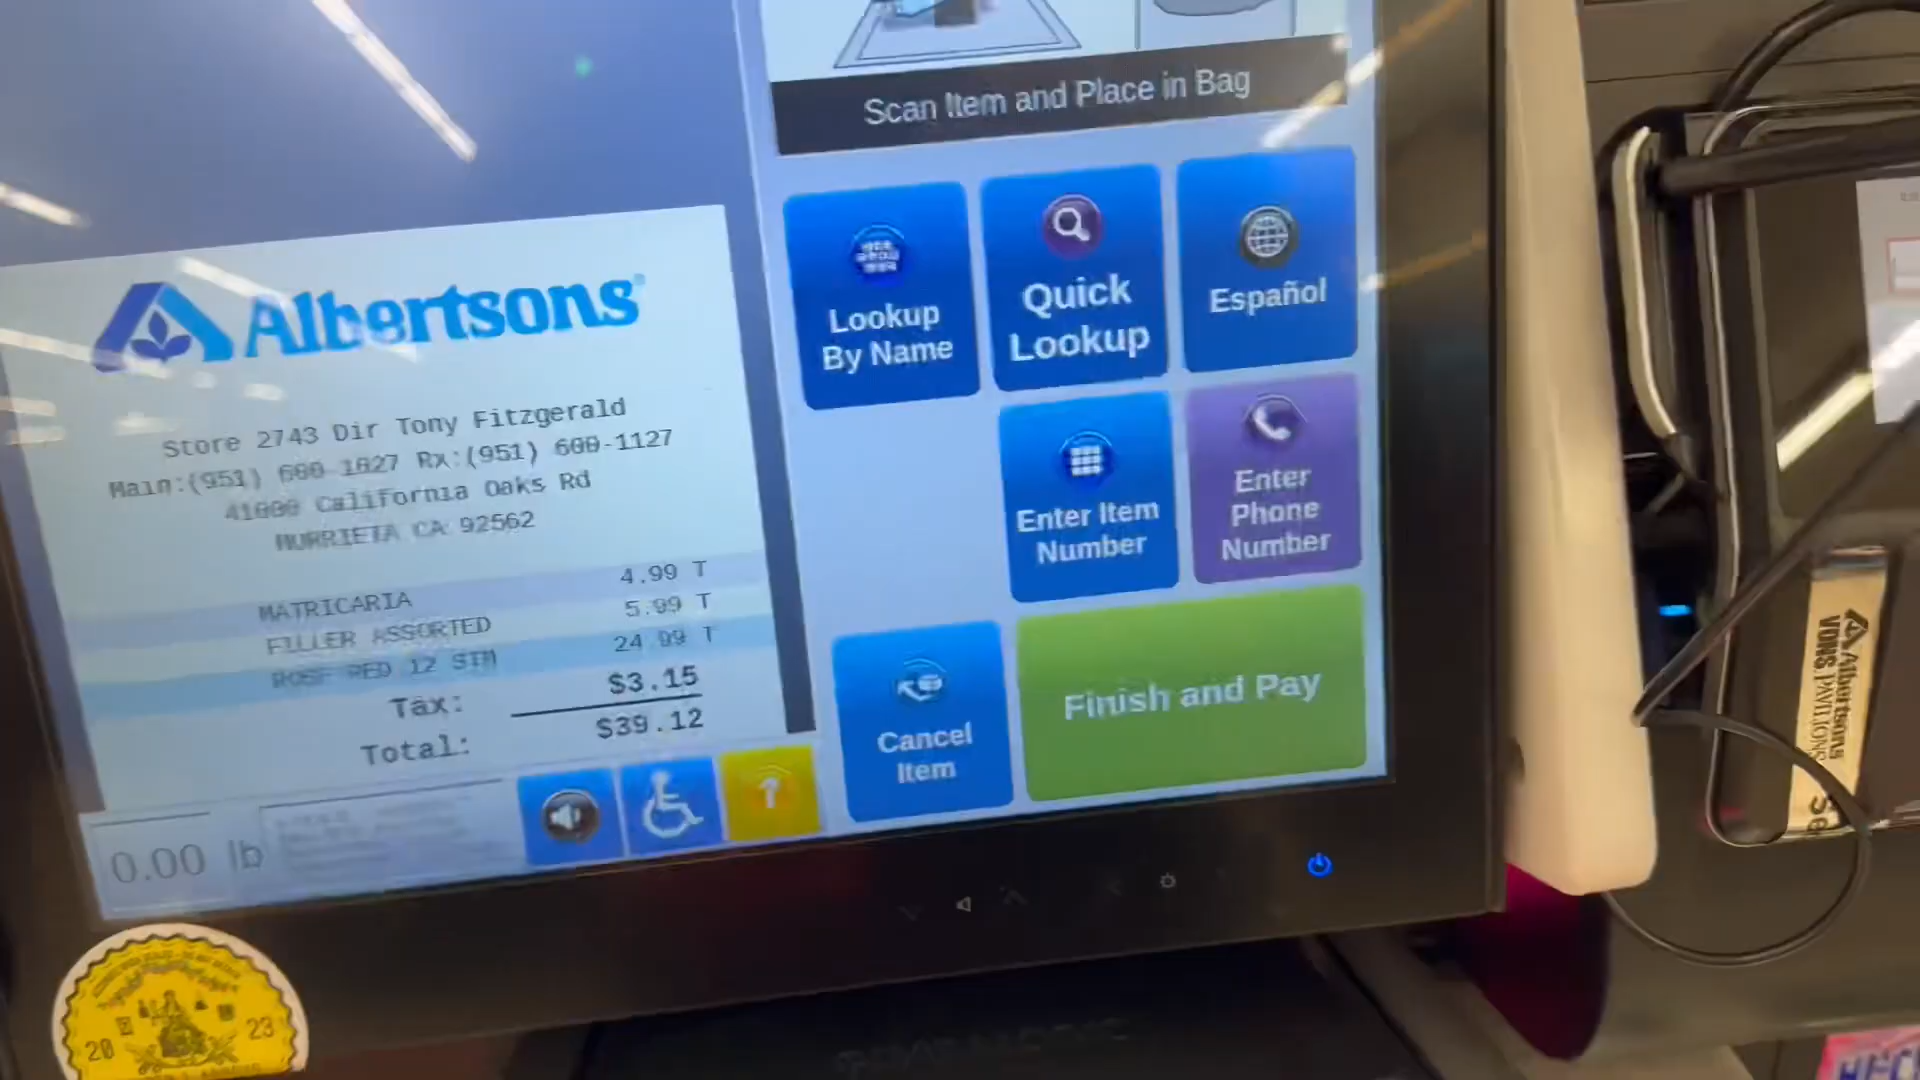 Scan Item and Place in Bag
Albertsons
Store 2743 Dir Tony Fitzgerald
Main:(951) 600-1027 Rx:(951) 600-1127
41000 California Oaks Rd
MURRIETA CA 92562
MATRICARIA 4.99 T
FILLER ASSORTED 5.99 T
ROSE RED 12 STM 24.99 T
Tax: $3.15
Total: $39.12
0.00 lb
Lookup
By Name
Quick
Lookup
Español
Enter Item
Number
Enter
Phone
Number
Cancel
Item
Finish and Pay
20 23
Albertsons
VONS
PAVILIONS